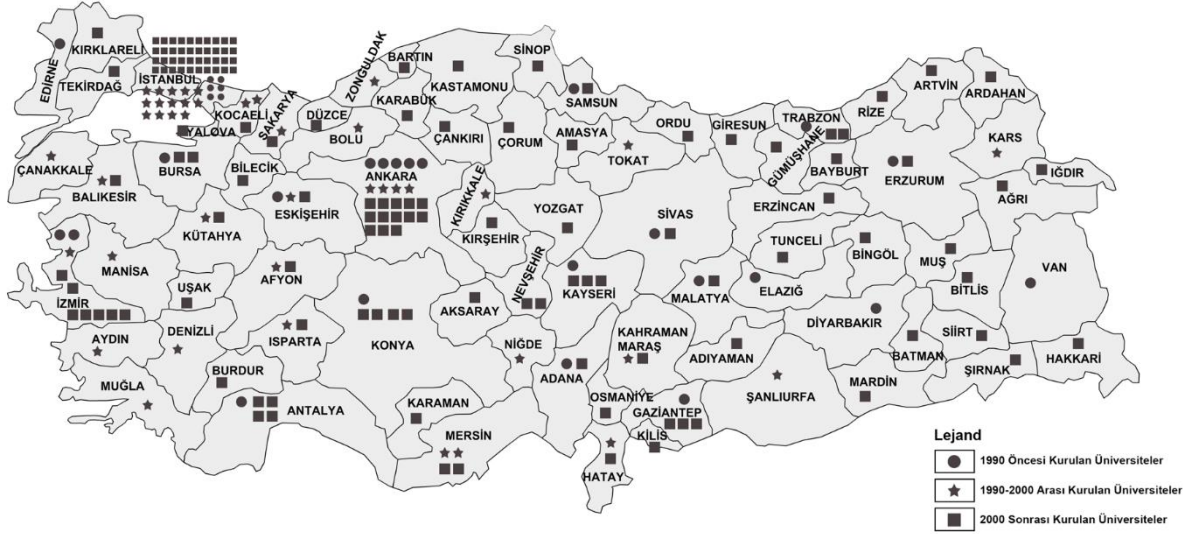 EDİRNE
KIRKLARELİ
TEKİRDAĞ
İSTANBUL
KOCAELİ
YALOVA
SAKARYA
DÜZCE
ZONGULDAK
BARTIN
KARABÜK
BOLU
KASTAMONU
ÇANKIRI
SİNOP
SAMSUN
ÇORUM
AMASYA
TOKAT
ORDU
GİRESUN
GÜMÜŞHANE
TRABZON
BAYBURT
RİZE
ARTVİN
ARDAHAN
KARS
IĞDIR
AĞRI
ERZURUM
ERZİNCAN
ÇANAKKALE
BALIKESİR
BURSA
BİLECİK
ESKİŞEHİR
ANKARA
KIRIKKALE
KIRŞEHİR
YOZGAT
SİVAS
TUNCELİ
BİNGÖL
MUŞ
BİTLİS
VAN
KÜTAHYA
MANİSA
İZMİR
UŞAK
AFYON
KONYA
AKSARAY
NEVŞEHİR
KAYSERİ
MALATYA
ELAZIĞ
DİYARBAKIR
BATMAN
SİİRT
ŞIRNAK
HAKKARİ
AYDIN
DENİZLİ
ISPARTA
BURDUR
MUĞLA
ANTALYA
KARAMAN
MERSİN
NİĞDE
ADANA
KAHRAMAN
MARAŞ
OSMANİYE
GAZİANTEP
KİLİS
HATAY
ADIYAMAN
ŞANLIURFA
MARDİN
Lejand
1990 Öncesi Kurulan Üniversiteler
1990-2000 Arası Kurulan Üniversiteler
2000 Sonrası Kurulan Üniversiteler